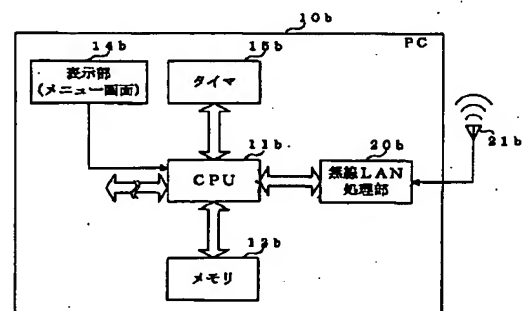 10b
PC
14b
表示部
(メニュー画面)
15b
タイマ
11b
CPU
20b
無線LAN
処理部
21b
12b
メモリ